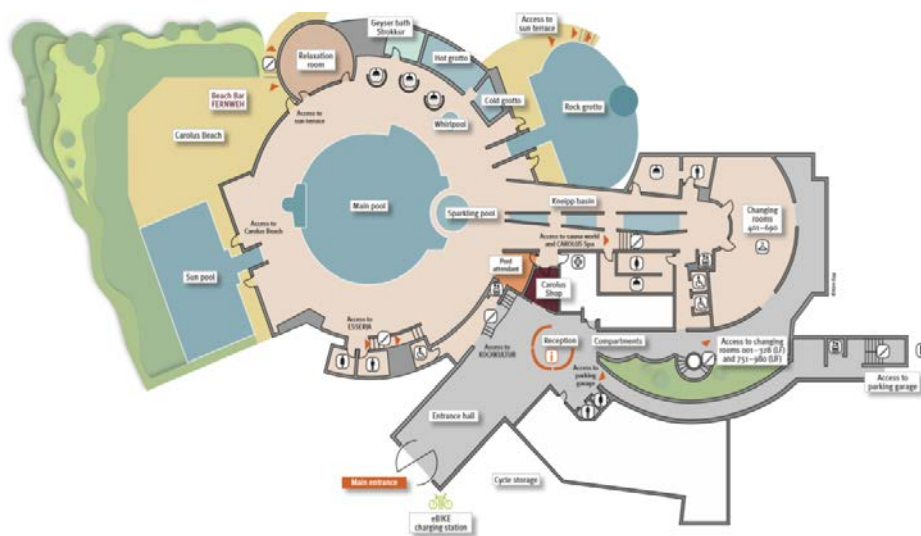 Geyser bath
Strokkur
Access to
sun terrace
Relaxation
room
Hot grotto
Beach Bar
FERNWEH
Access to
sun terrace
Cold grotto
Rock grotto
Carolus Beach
Whirlpool
Main pool
Sparkling pool
Kneipp basin
Changing
rooms
401–690
Access to
Carolus Beach
Access to sauna world
and CAROLUS Spa
Sun pool
Pool
attendant
Carolus
Shop
Access to
ESSERIA
Access to
KOCHKULTUR
Reception
Compartments
Access to changing
rooms 001–328 (LF)
and 751–980 (UF)
Access to
parking
garage
Access to
parking garage
Entrance hall
Main entrance
Cycle storage
eBIKE
charging station